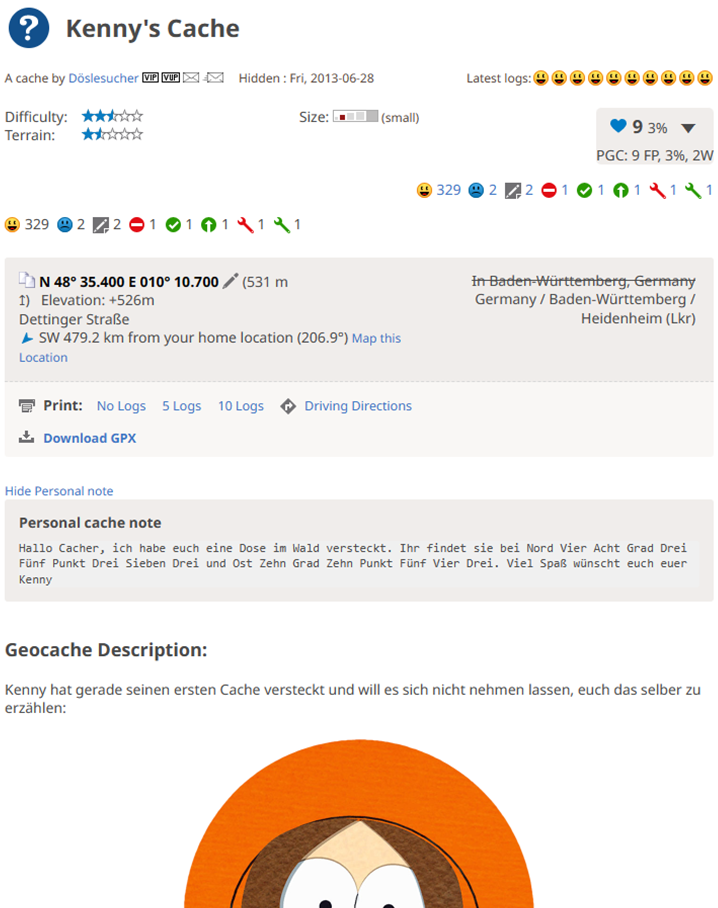 ?
Kenny's Cache
A cache by Döslesucher VIP VUP Hidden : Fri, 2013-06-28 Latest logs:
Difficulty:
Size: (small)
Terrain:
9 3%
PGC: 9 FP, 3%, 2W
329 2 2 1 1 1 1 1
329 2 2 1 1 1 1 1
N 48° 35.400 E 010° 10.700 (531 m
In Baden-Württemberg, Germany
↥) Elevation: +526m
Germany / Baden-Württemberg /
Dettinger Straße
Heidenheim (Lkr)
SW 479.2 km from your home location (206.9°) Map this
Location
Print: No Logs 5 Logs 10 Logs Driving Directions
Download GPX
Hide Personal note
Personal cache note
Hallo Cacher, ich habe euch eine Dose im Wald versteckt. Ihr findet sie bei Nord Vier Acht Grad Drei
Fünf Punkt Drei Sieben Drei und Ost Zehn Grad Zehn Punkt Fünf Vier Drei. Viel Spaß wünscht euch euer
Kenny
Geocache Description:
Kenny hat gerade seinen ersten Cache versteckt und will es sich nicht nehmen lassen, euch das selber zu
erzählen: